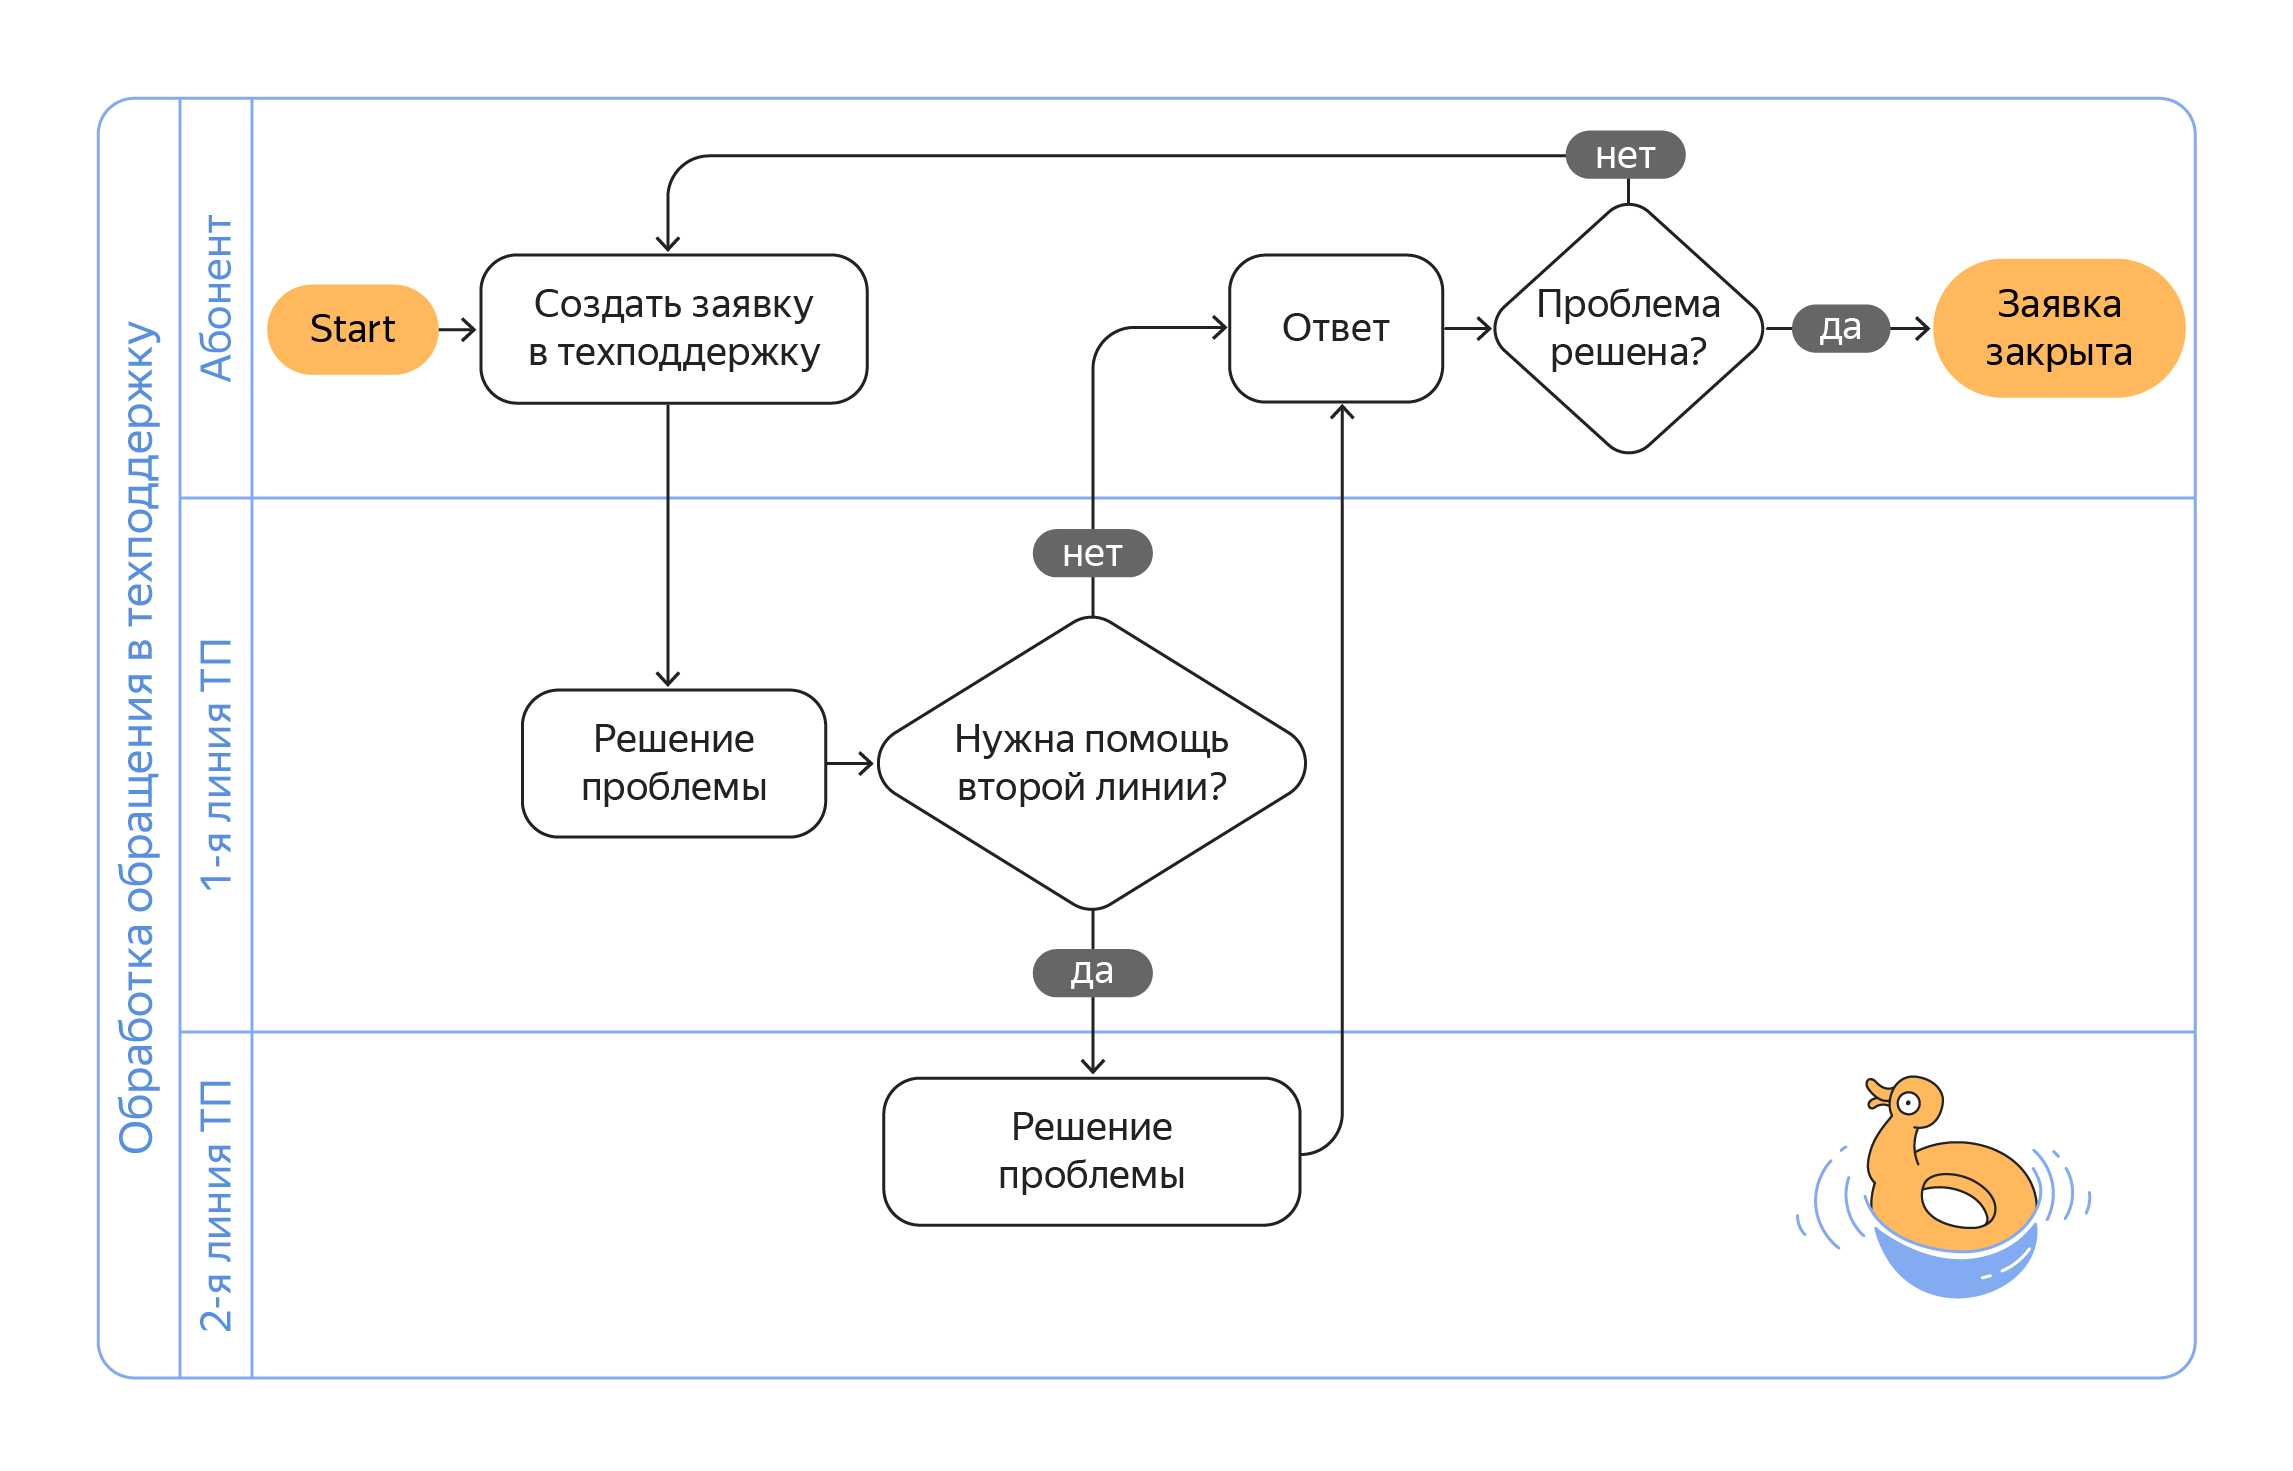 Обработка обращения в техподдержку
Абонент
Start
Создать заявку
в техподдержку
Ответ
Проблема
решена?
нет
да
Заявка
закрыта
1-я линия ТП
нет
Решение
проблемы
Нужна помощь
второй линии?
да
2-я линия ТП
Решение
проблемы